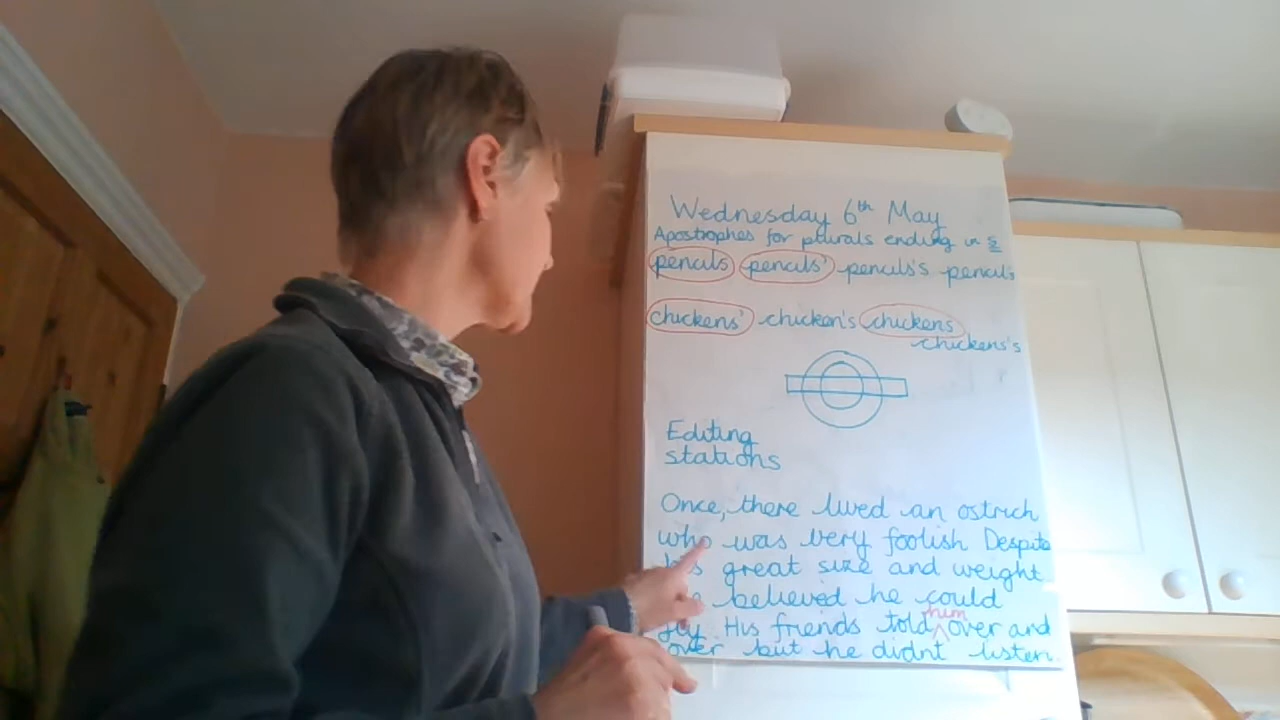 Wednesday 6th May
Apostrophes for plurals ending in s
pencils pencils' pencils's pencil's
chickens' chicken's chickens
chickens's
Editing
stations
Once, there lived an ostrich
who was very foolish Despite
his great size and weight
believed he could
him
fly His friends told over and
over but he didnt listen.